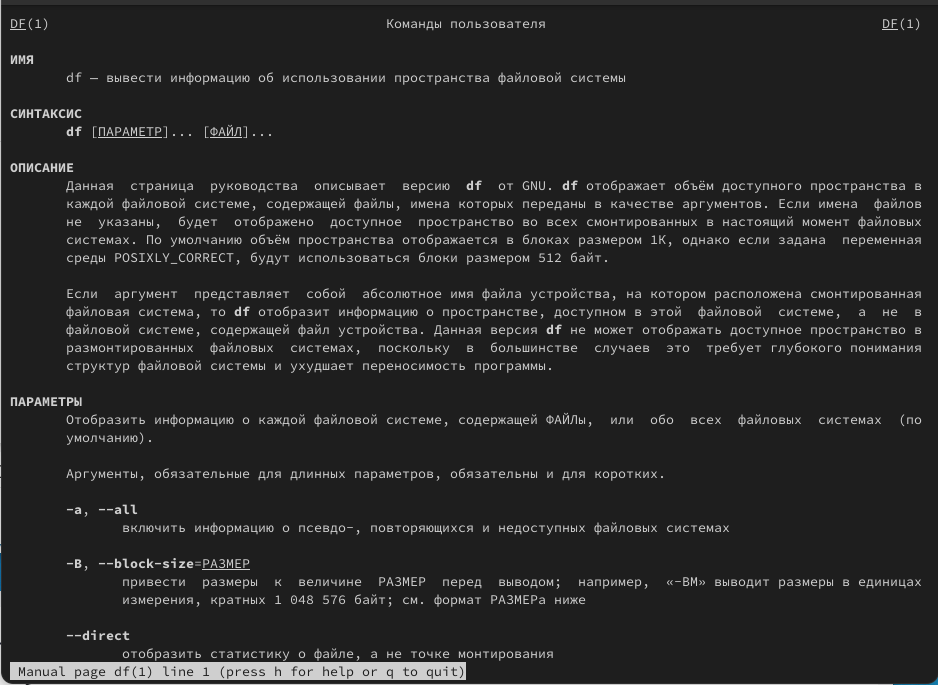 DF(1) Команды пользователя DF(1)
ИМЯ
df — вывести информацию об использовании пространства файловой системы
СИНТАКСИС
df [ПАРАМЕТР]... [ФАЙЛ]...
ОПИСАНИЕ
Данная страница руководства описывает версию df от GNU. df отображает объём доступного пространства в
каждой файловой системе, содержащей файлы, имена которых переданы в качестве аргументов. Если имена файлов
не указаны, будет отображено доступное пространство во всех смонтированных в настоящий момент файловых
системах. По умолчанию объём пространства отображается в блоках размером 1K, однако если задана переменная
среды POSIXLY_CORRECT, будут использоваться блоки размером 512 байт.
Если аргумент представляет собой абсолютное имя файла устройства, на котором расположена смонтированная
файловая система, то df отобразит информацию о пространстве, доступном в этой файловой системе, а не в
файловой системе, содержащей файл устройства. Данная версия df не может отображать доступное пространство в
размонтированных файловых системах, поскольку в большинстве случаев это требует глубокого понимания
структур файловой системы и ухудшает переносимость программы.
ПАРАМЕТРЫ
Отобразить информацию о каждой файловой системе, содержащей ФАЙЛы, или обо всех файловых системах (по
умолчанию).
Аргументы, обязательные для длинных параметров, обязательны и для коротких.
-a, --all
включить информацию о псевдо-, повторяющихся и недоступных файловых системах
-B, --block-size=РАЗМЕР
привести размеры к величине РАЗМЕР перед выводом; например, «-BM» выводит размеры в единицах
измерения, кратных 1 048 576 байт; см. формат РАЗМЕРа ниже
--direct
отобразить статистику о файле, а не точке монтирования
Manual page df(1) line 1 (press h for help or q to quit)